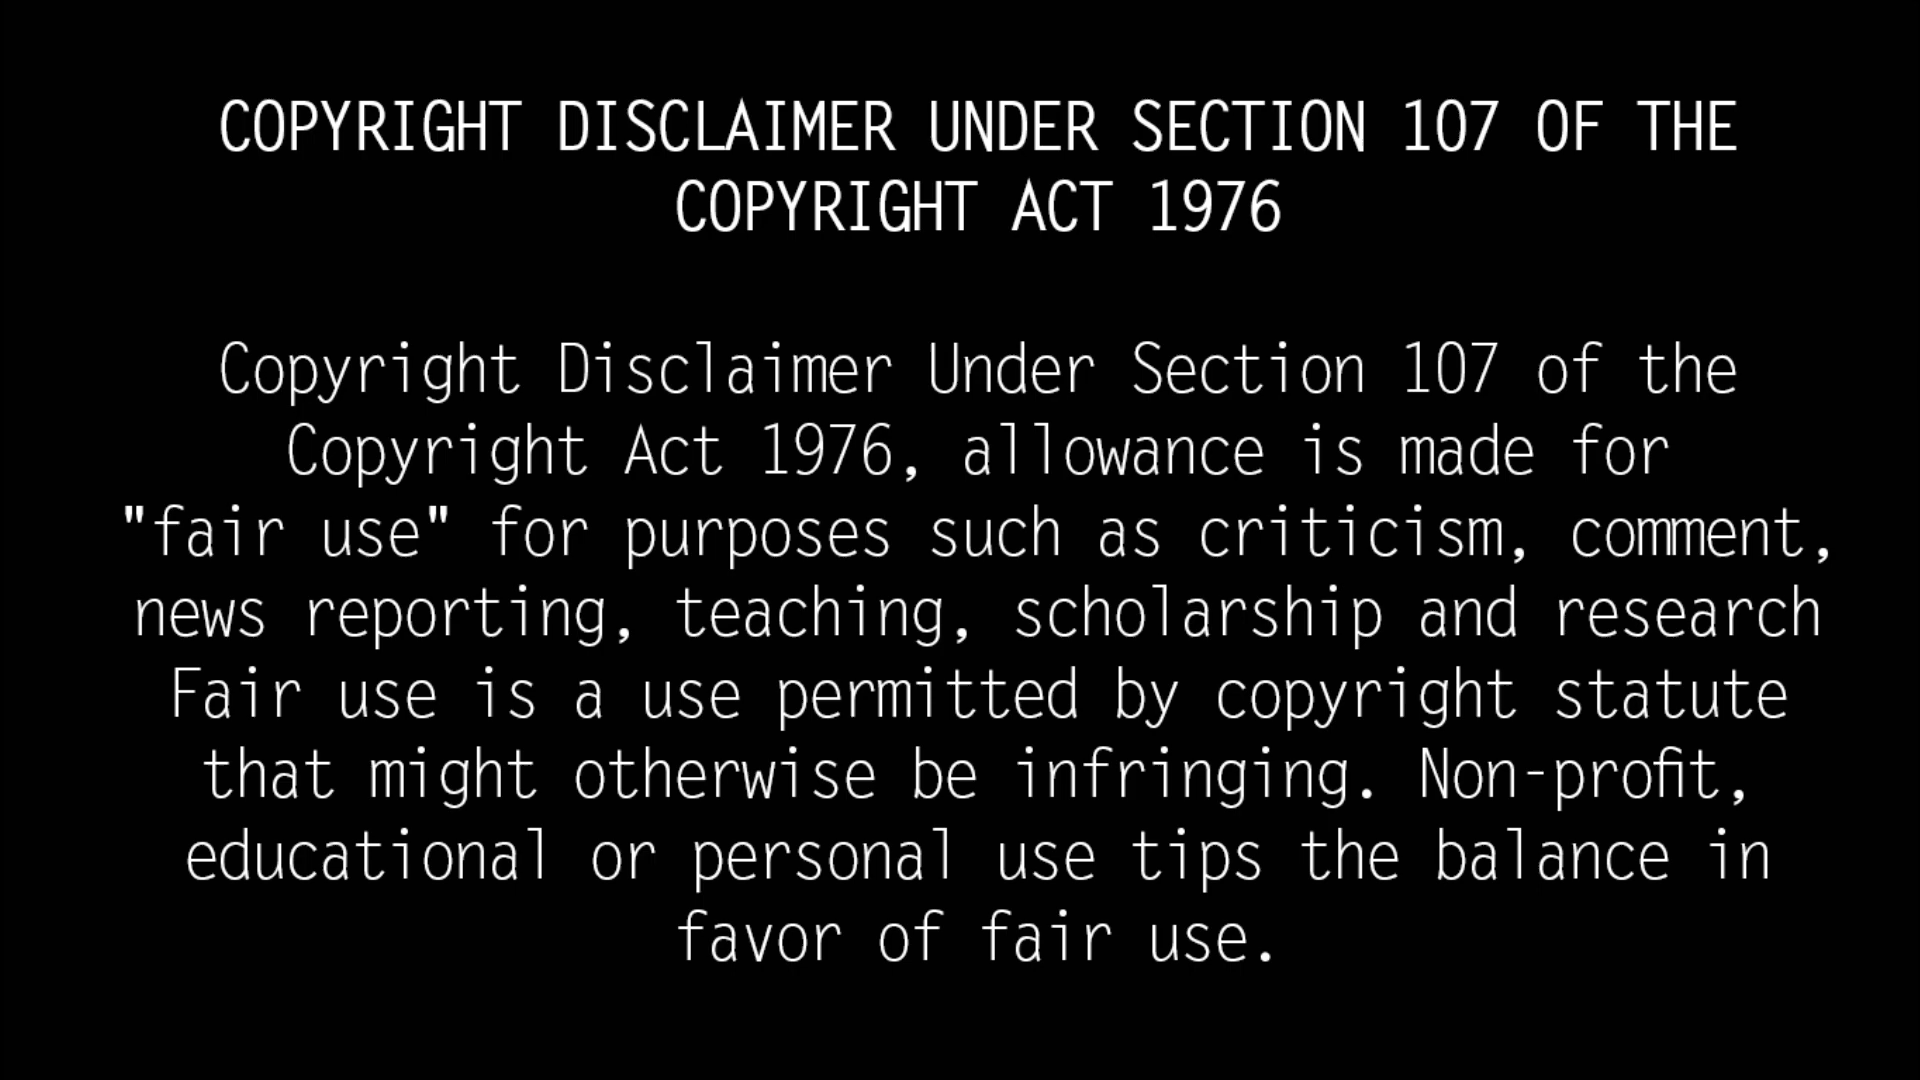 COPYRIGHT DISCLAIMER UNDER SECTION 107 OF THE
COPYRIGHT ACT 1976
Copyright Disclaimer Under Section 107 of the
Copyright Act 1976, allowance is made for
"fair use" for purposes such as criticism, comment,
news reporting, teaching, scholarship and research
Fair use is a use permitted by copyright statute
that might otherwise be infringing. Non-profit,
educational or personal use tips the balance in
favor of fair use.